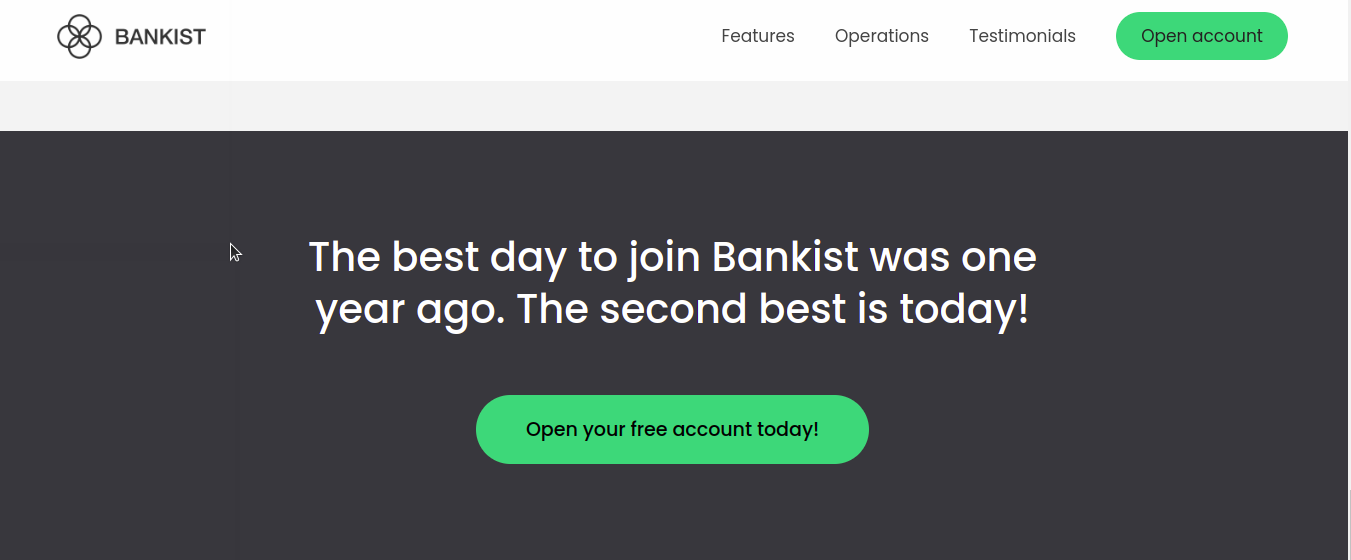 BANKIST
Features
Operations
Testimonials
Open account
The best day to join Bankist was one
year ago. The second best is today!
Open your free account today!